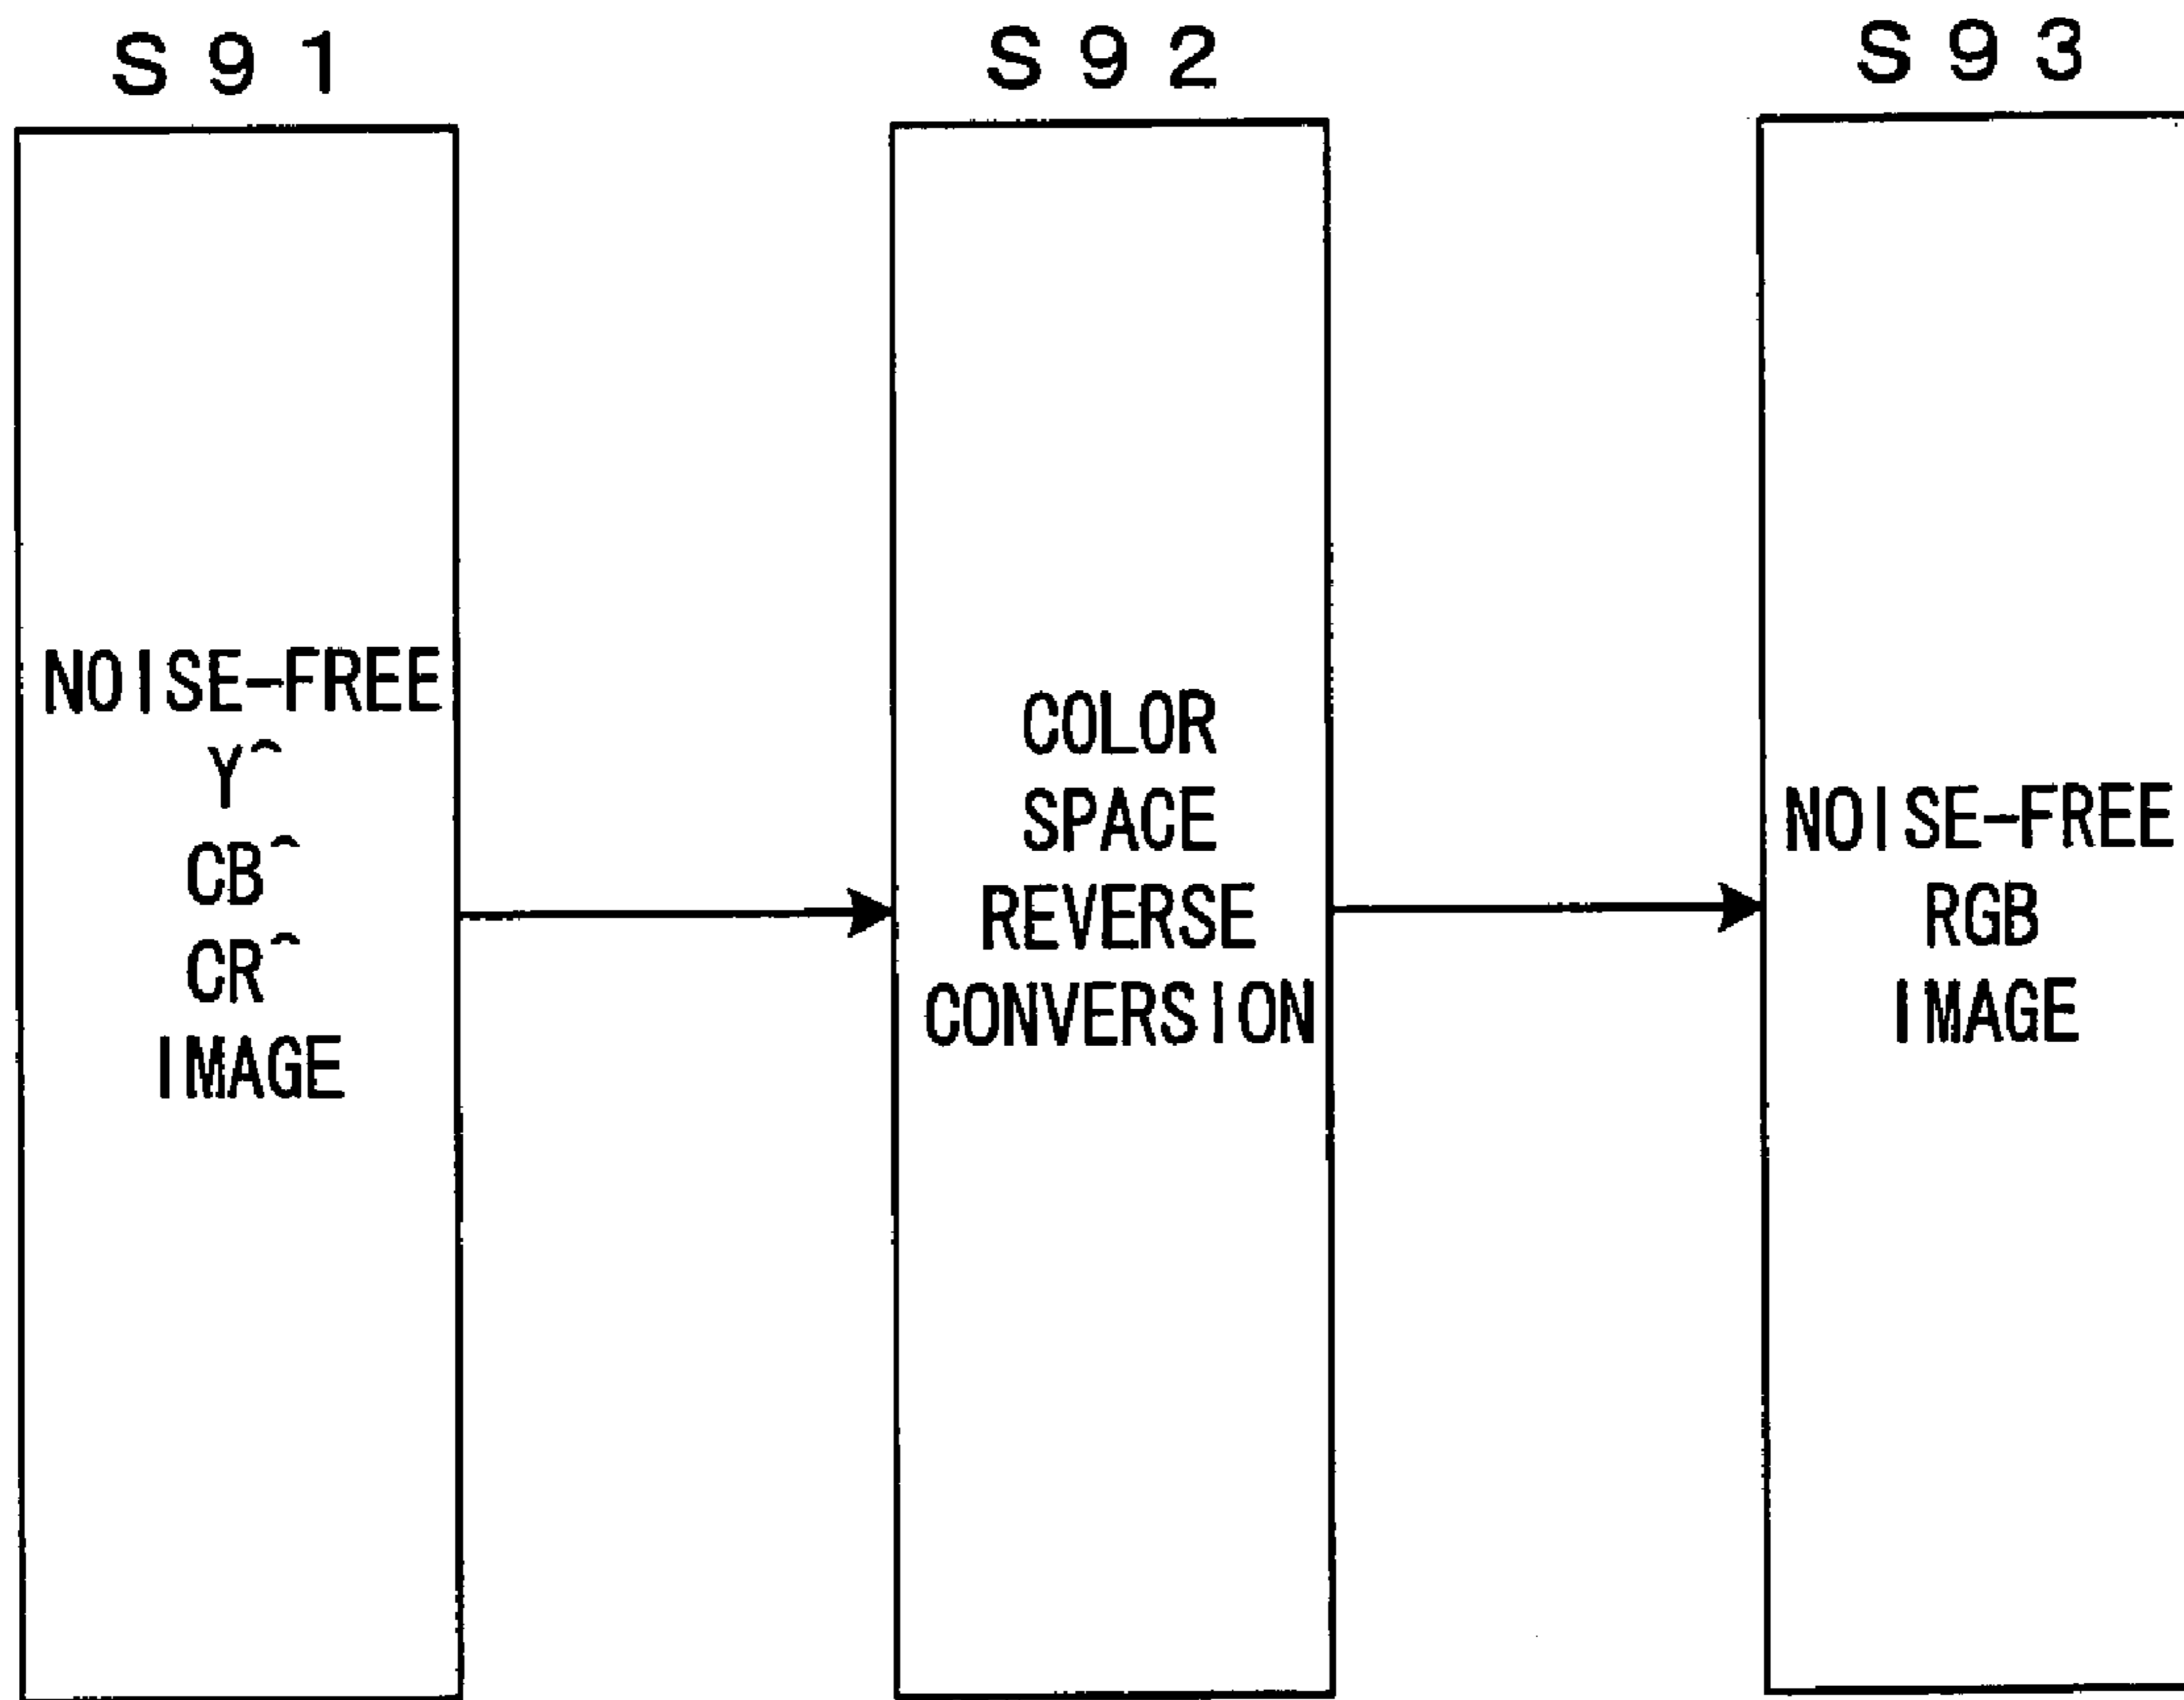 S91
NOISE-FREE
Y^
CB^
CR^
IMAGE
S92
COLOR
SPACE
REVERSE
CONVERSION
S93
NOISE-FREE
RGB
IMAGE